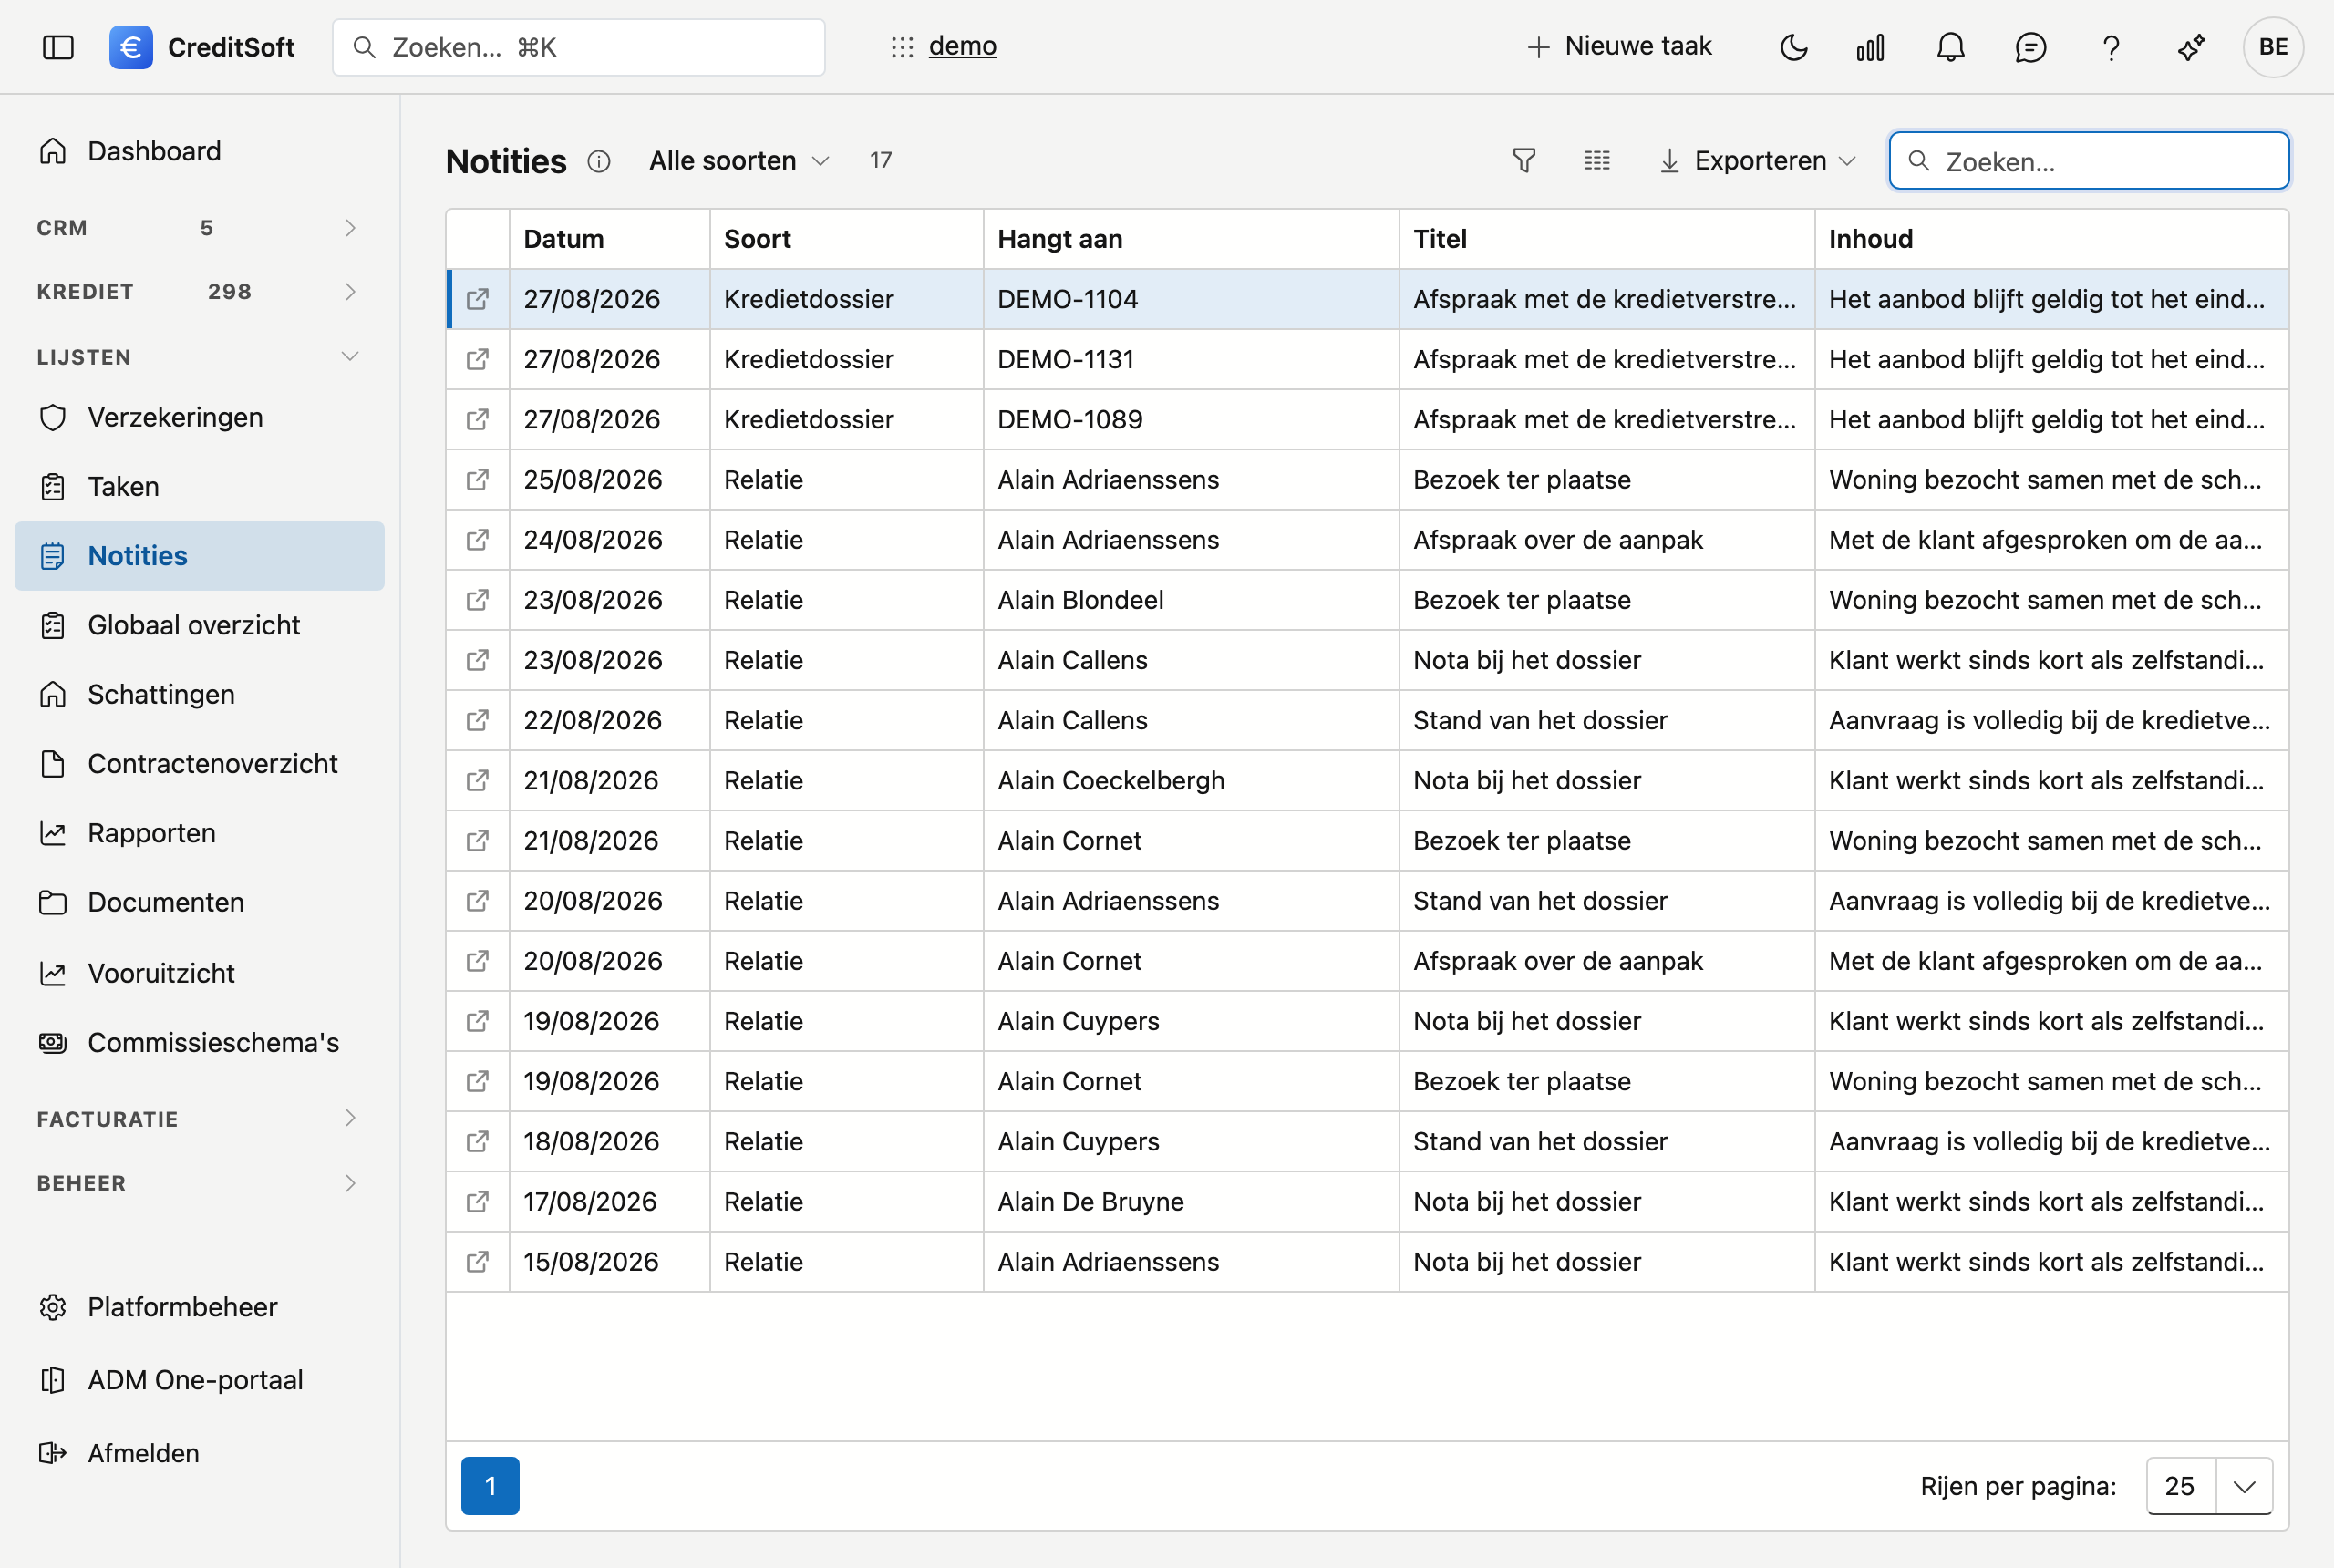 CreditSoft
Zoeken... ⌘K
demo
Nieuwe taak
BE
Dashboard
CRM 5
KREDIET 298
LIJSTEN
Verzekeringen
Taken
Notities
Globaal overzicht
Schattingen
Contractenoverzicht
Rapporten
Documenten
Vooruitzicht
Commissieschema's
FACTURATIE
BEHEER
Platformbeheer
ADM One-portaal
Afmelden
Notities Alle soorten 17 Exporteren Zoeken...
Datum Soort Hangt aan Titel Inhoud
27/08/2026 Kredietdossier DEMO-1104 Afspraak met de kredietverstre... Het aanbod blijft geldig tot het eind...
27/08/2026 Kredietdossier DEMO-1131 Afspraak met de kredietverstre... Het aanbod blijft geldig tot het eind...
27/08/2026 Kredietdossier DEMO-1089 Afspraak met de kredietverstre... Het aanbod blijft geldig tot het eind...
25/08/2026 Relatie Alain Adriaenssens Bezoek ter plaatse Woning bezocht samen met de sch...
24/08/2026 Relatie Alain Adriaenssens Afspraak over de aanpak Met de klant afgesproken om de aa...
23/08/2026 Relatie Alain Blondeel Bezoek ter plaatse Woning bezocht samen met de sch...
23/08/2026 Relatie Alain Callens Nota bij het dossier Klant werkt sinds kort als zelfstandi...
22/08/2026 Relatie Alain Callens Stand van het dossier Aanvraag is volledig bij de kredietve...
21/08/2026 Relatie Alain Coeckelbergh Nota bij het dossier Klant werkt sinds kort als zelfstandi...
21/08/2026 Relatie Alain Cornet Bezoek ter plaatse Woning bezocht samen met de sch...
20/08/2026 Relatie Alain Adriaenssens Stand van het dossier Aanvraag is volledig bij de kredietve...
20/08/2026 Relatie Alain Cornet Afspraak over de aanpak Met de klant afgesproken om de aa...
19/08/2026 Relatie Alain Cuypers Nota bij het dossier Klant werkt sinds kort als zelfstandi...
19/08/2026 Relatie Alain Cornet Bezoek ter plaatse Woning bezocht samen met de sch...
18/08/2026 Relatie Alain Cuypers Stand van het dossier Aanvraag is volledig bij de kredietve...
17/08/2026 Relatie Alain De Bruyne Nota bij het dossier Klant werkt sinds kort als zelfstandi...
15/08/2026 Relatie Alain Adriaenssens Nota bij het dossier Klant werkt sinds kort als zelfstandi...
1 Rijen per pagina: 25